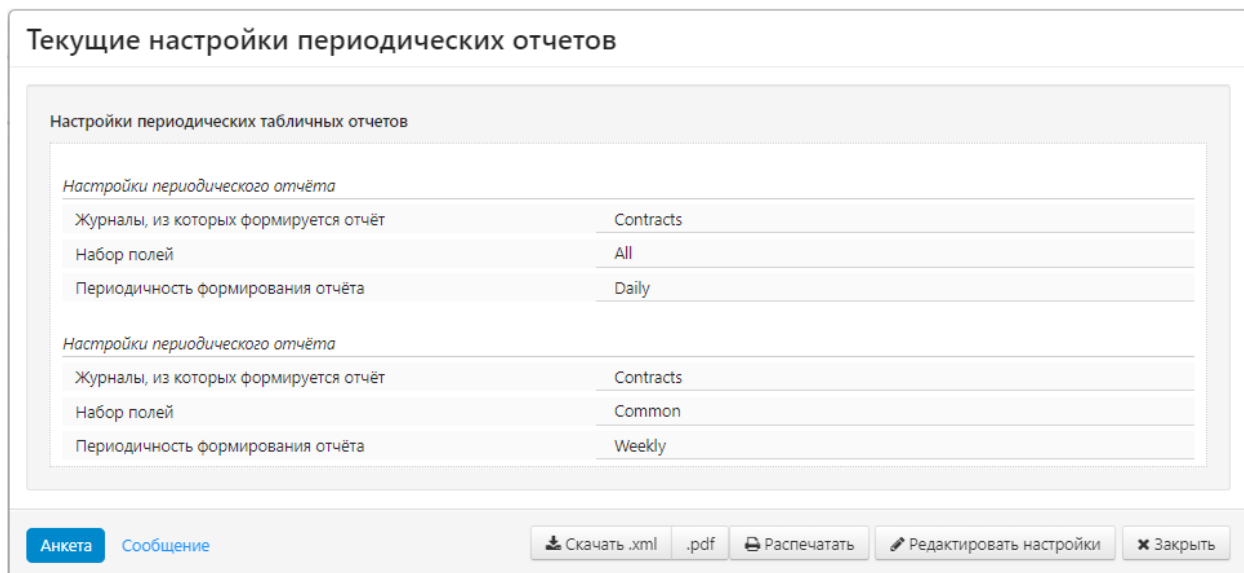 Текущие настройки периодических отчетов
Настройки периодических табличных отчетов
Настройки периодического отчёта
Журналы, из которых формируется отчёт Contracts
Набор полей All
Периодичность формирования отчёта Daily
Настройки периодического отчёта
Журналы, из которых формируется отчёт Contracts
Набор полей Common
Периодичность формирования отчёта Weekly
Анкета Сообщение Скачать .xml .pdf Распечатать Редактировать настройки Закрыть